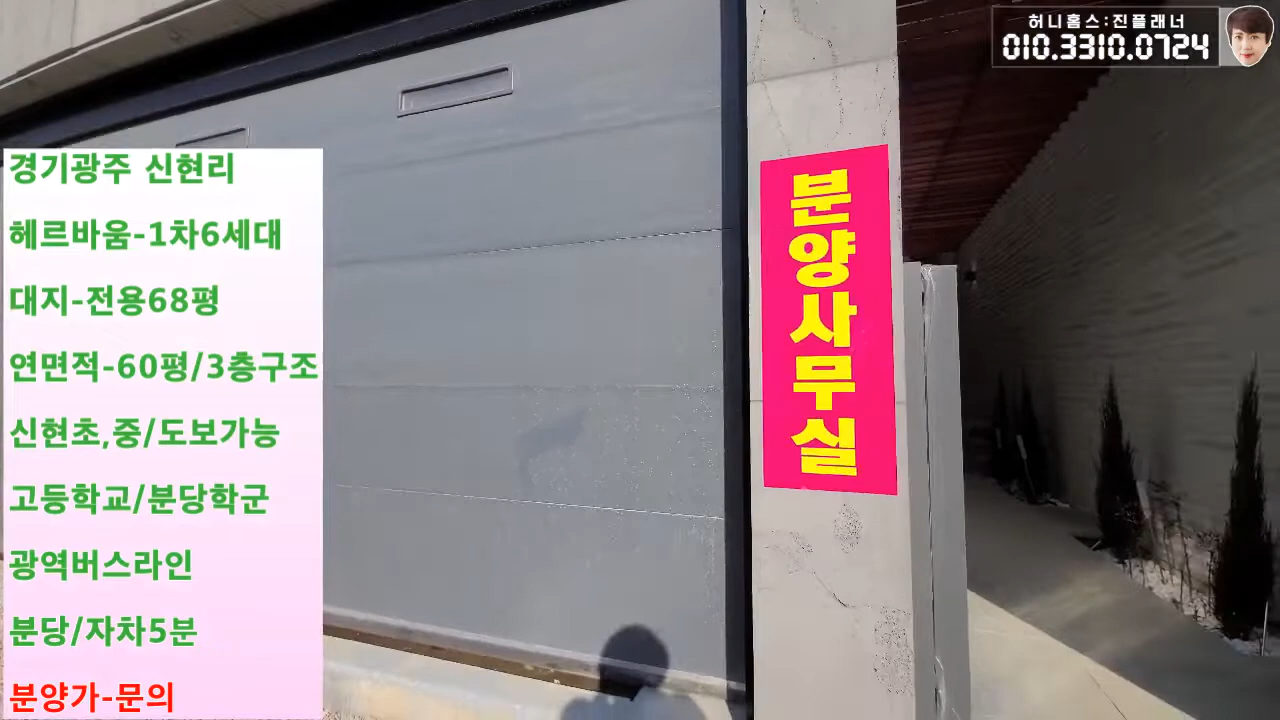 허니홈스:진플래너
010.3310.0724
경기광주 신현리
헤르바움-1차6세대
대지-전용68평
연면적-60평/3층구조
신현초,중/도보가능
고등학교/분당학군
광역버스라인
분당/자차5분
분양가-문의
분양사무실